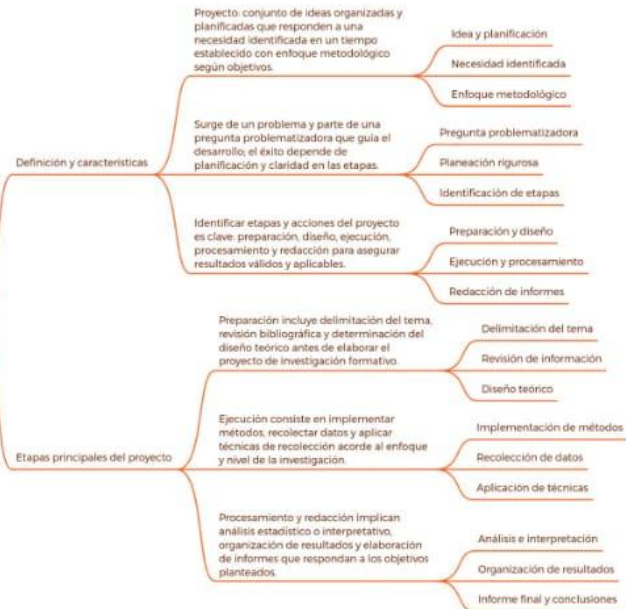 Definición y características
Proyecto: conjunto de ideas organizadas y
planificadas que responden a una
necesidad identificada en un tiempo
establecido con enfoque metodológico
según objetivos.
Idea y planificación
Necesidad identificada
Enfoque metodológico
Surge de un problema y parte de una
pregunta problematizadora que guía el
desarrollo; el éxito depende de
planificación y claridad en las etapas.
Pregunta problematizadora
Planeación rigurosa
Identificación de etapas
Identificar etapas y acciones del proyecto
es clave: preparación, diseño, ejecución,
procesamiento y redacción para asegurar
resultados válidos y aplicables.
Preparación y diseño
Ejecución y procesamiento
Redacción de informes
Etapas principales del proyecto
Preparación incluye delimitación del tema,
revisión bibliográfica y determinación del
diseño teórico antes de elaborar el
proyecto de investigación formativo.
Delimitación del tema
Revisión de información
Diseño teórico
Ejecución consiste en implementar
métodos, recolectar datos y aplicar
técnicas de recolección acorde al enfoque
y nivel de la investigación.
Implementación de métodos
Recolección de datos
Aplicación de técnicas
Procesamiento y redacción implican
análisis estadístico o interpretativo,
organización de resultados y elaboración
de informes que respondan a los objetivos
planteados.
Análisis e interpretación
Organización de resultados
Informe final y conclusiones